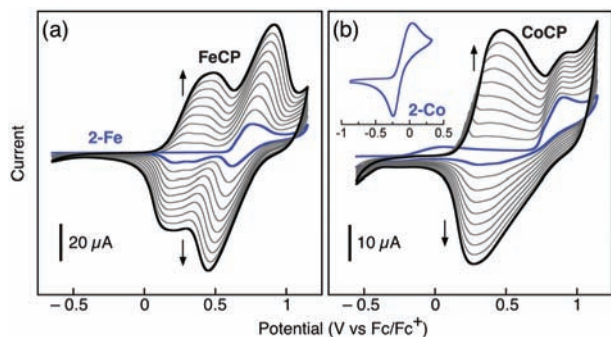 (a)
FeCP
2-Fe
20 μA
(b)
CoCP
2-Co
-1 -0.5 0 0.5
10 μA
Current
-0.5 0 0.5 1
-0.5 0 0.5 1
Potential (V vs Fc/Fc+)